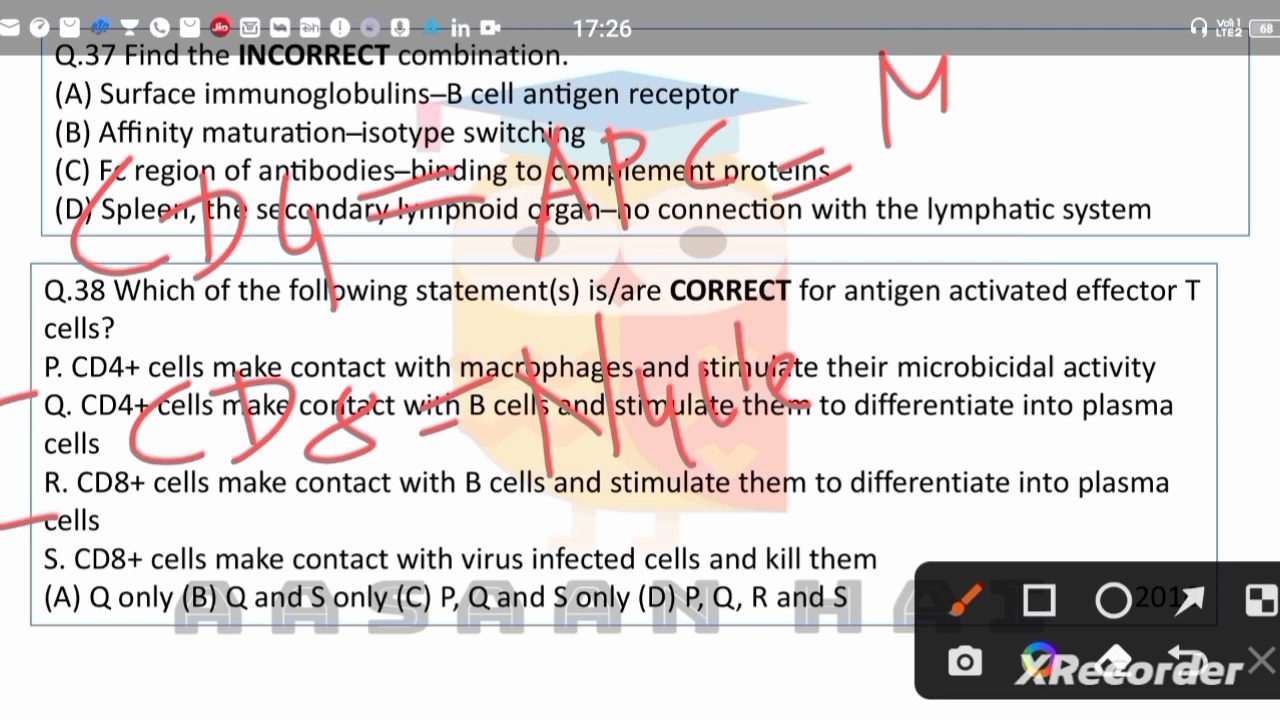 17:26
Voll) 1
LTE2
68
Q.37 Find the INCORRECT combination.
(A) Surface immunoglobulins–B cell antigen receptor
(B) Affinity maturation–isotype switching
(C) Fc region of antibodies–binding to complement proteins
(D) Spleen, the secondary lymphoid organ–no connection with the lymphatic system
CD4 = APC = M
Q.38 Which of the following statement(s) is/are CORRECT for antigen activated effector T
cells?
P. CD4+ cells make contact with macrophages and stimulate their microbicidal activity
Q. CD4+ cells make contact with B cells and stimulate them to differentiate into plasma
cells
CD8 =
R. CD8+ cells make contact with B cells and stimulate them to differentiate into plasma
cells
S. CD8+ cells make contact with virus infected cells and kill them
(A) Q only (B) Q and S only (C) P, Q and S only (D) P, Q, R and S
201
AASAAN HAI
XRecorder